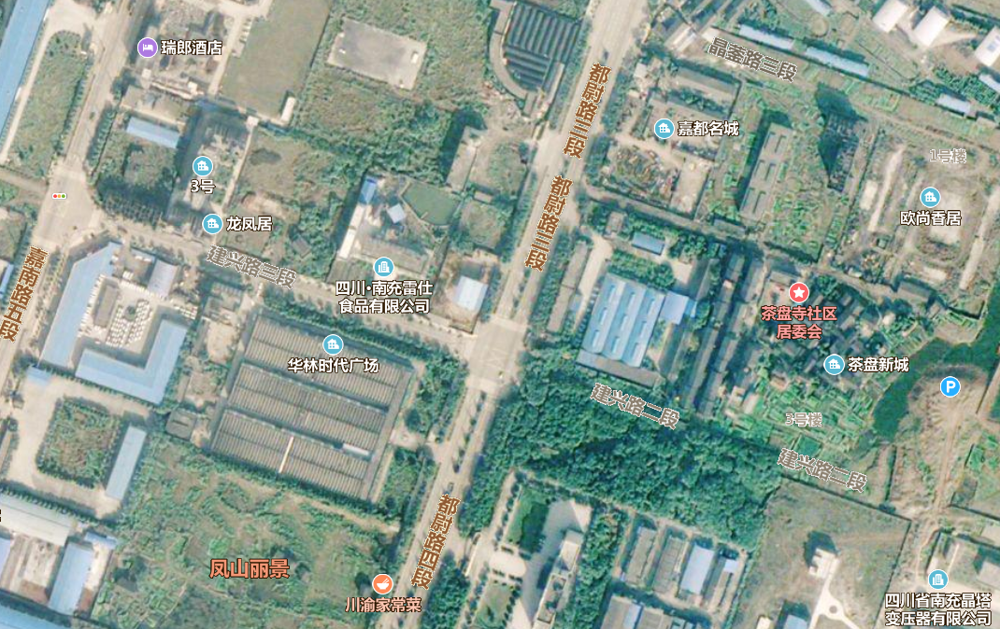 晶莹路二段
瑞郎酒店
都尉路三段
嘉都名城
1号楼
3号
都尉路三段
欧尚香居
龙凤居
建兴路二段
嘉南路五段
四川·南充雷仕
食品有限公司
茶盘寺社区
居委会
华林时代广场
茶盘新城
P
建兴路二段
3号楼
建兴路二段
都尉路四段
凤山丽景
川渝家常菜
四川省南充晶塔
变压器有限公司